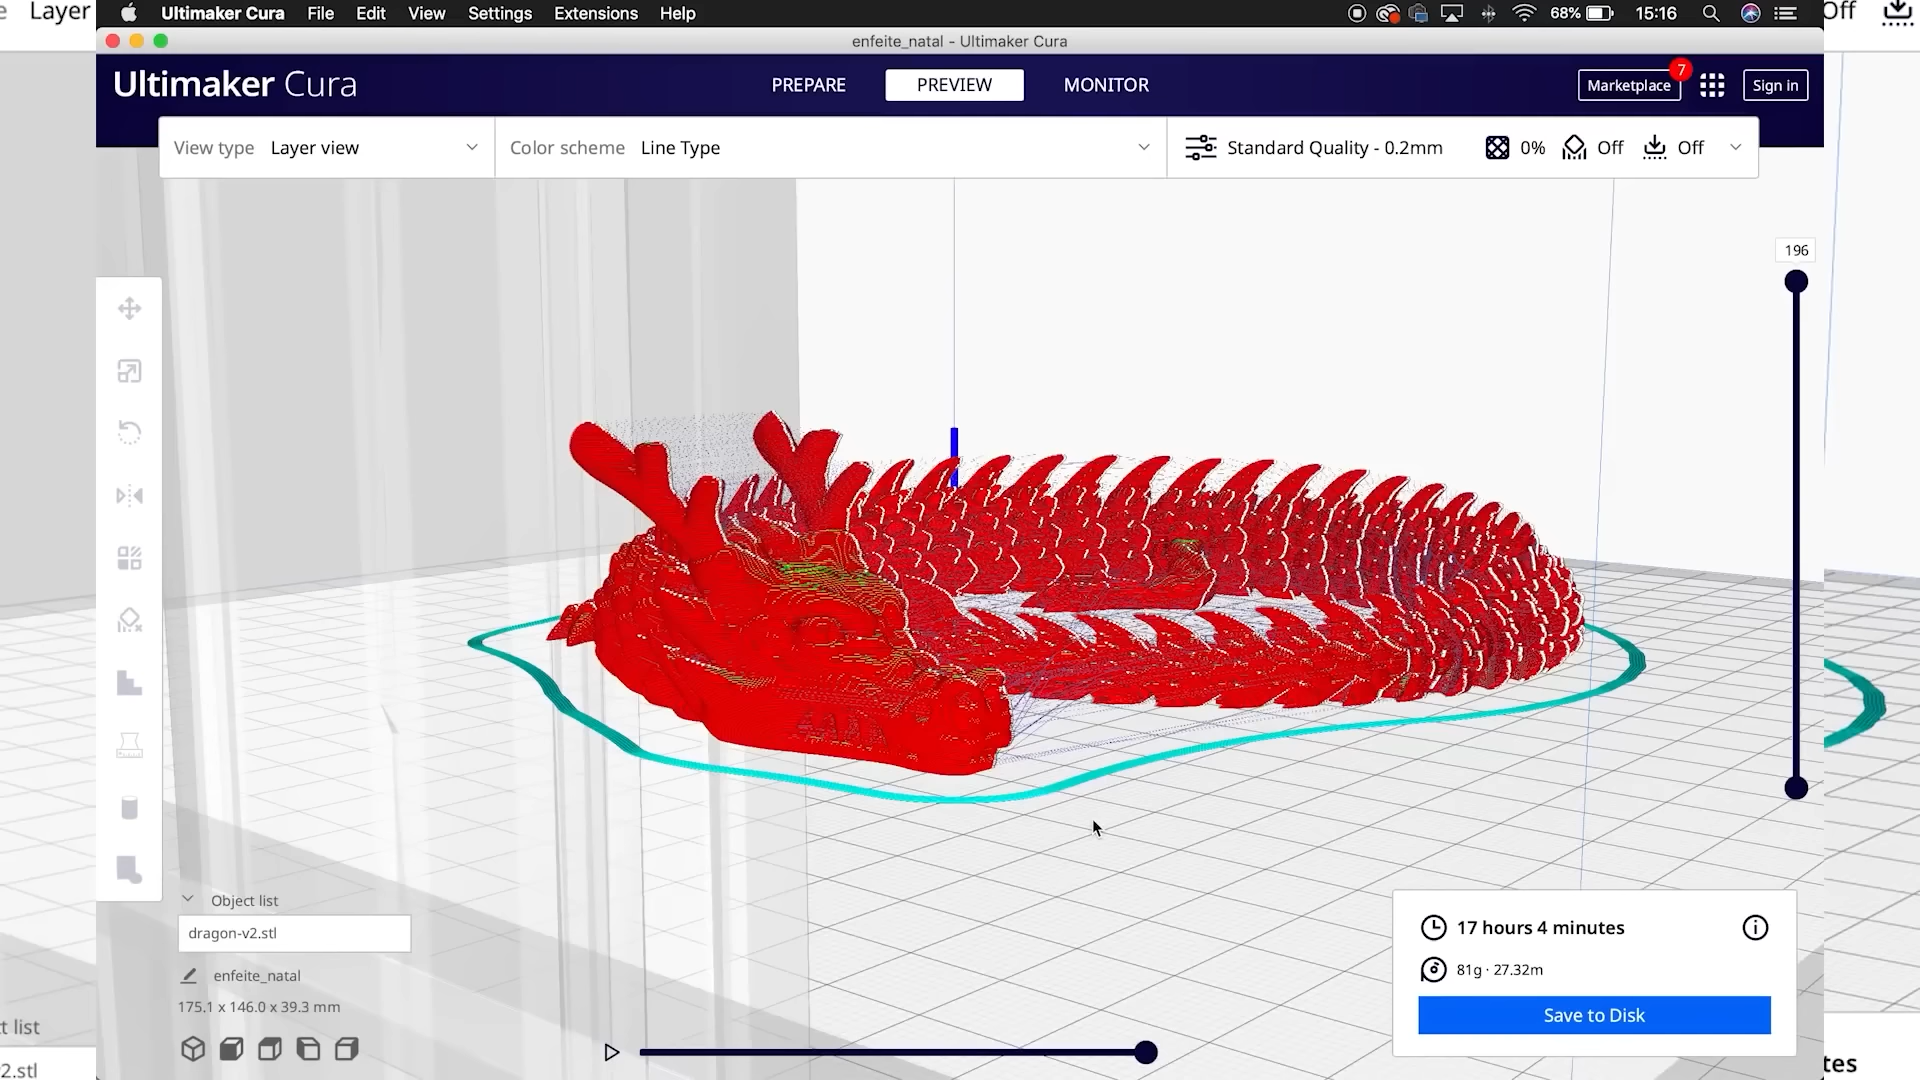 Layer
Ultimaker Cura File Edit View Settings Extensions Help
68% 15:16
Off
enfeite_natal - Ultimaker Cura
Ultimaker Cura
PREPARE PREVIEW MONITOR
Marketplace 7 Sign in
View type Layer view
Color scheme Line Type
Standard Quality - 0.2mm 0% Off Off
196
Object list
dragon-v2.stl
enfeite_natal
175.1 x 146.0 x 39.3 mm
17 hours 4 minutes
81g · 27.32m
Save to Disk
t list
v2.stl
tes